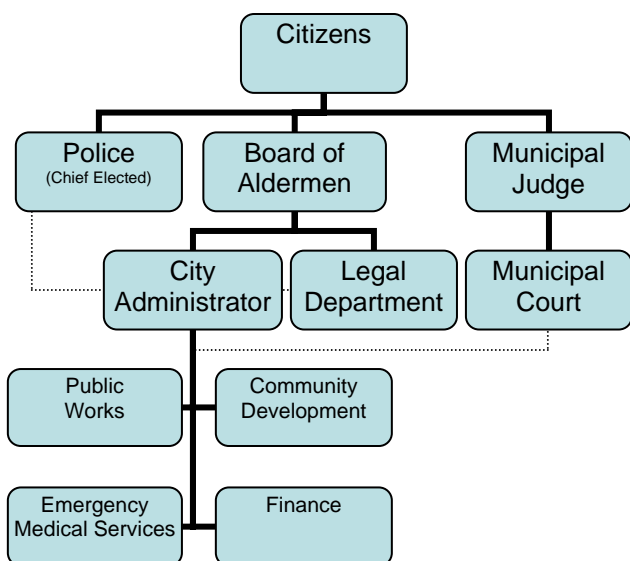 Citizens
Police
(Chief Elected)
Board of
Aldermen
Municipal
Judge
City
Administrator
Legal
Department
Municipal
Court
Public
Works
Community
Development
Emergency
Medical Services
Finance